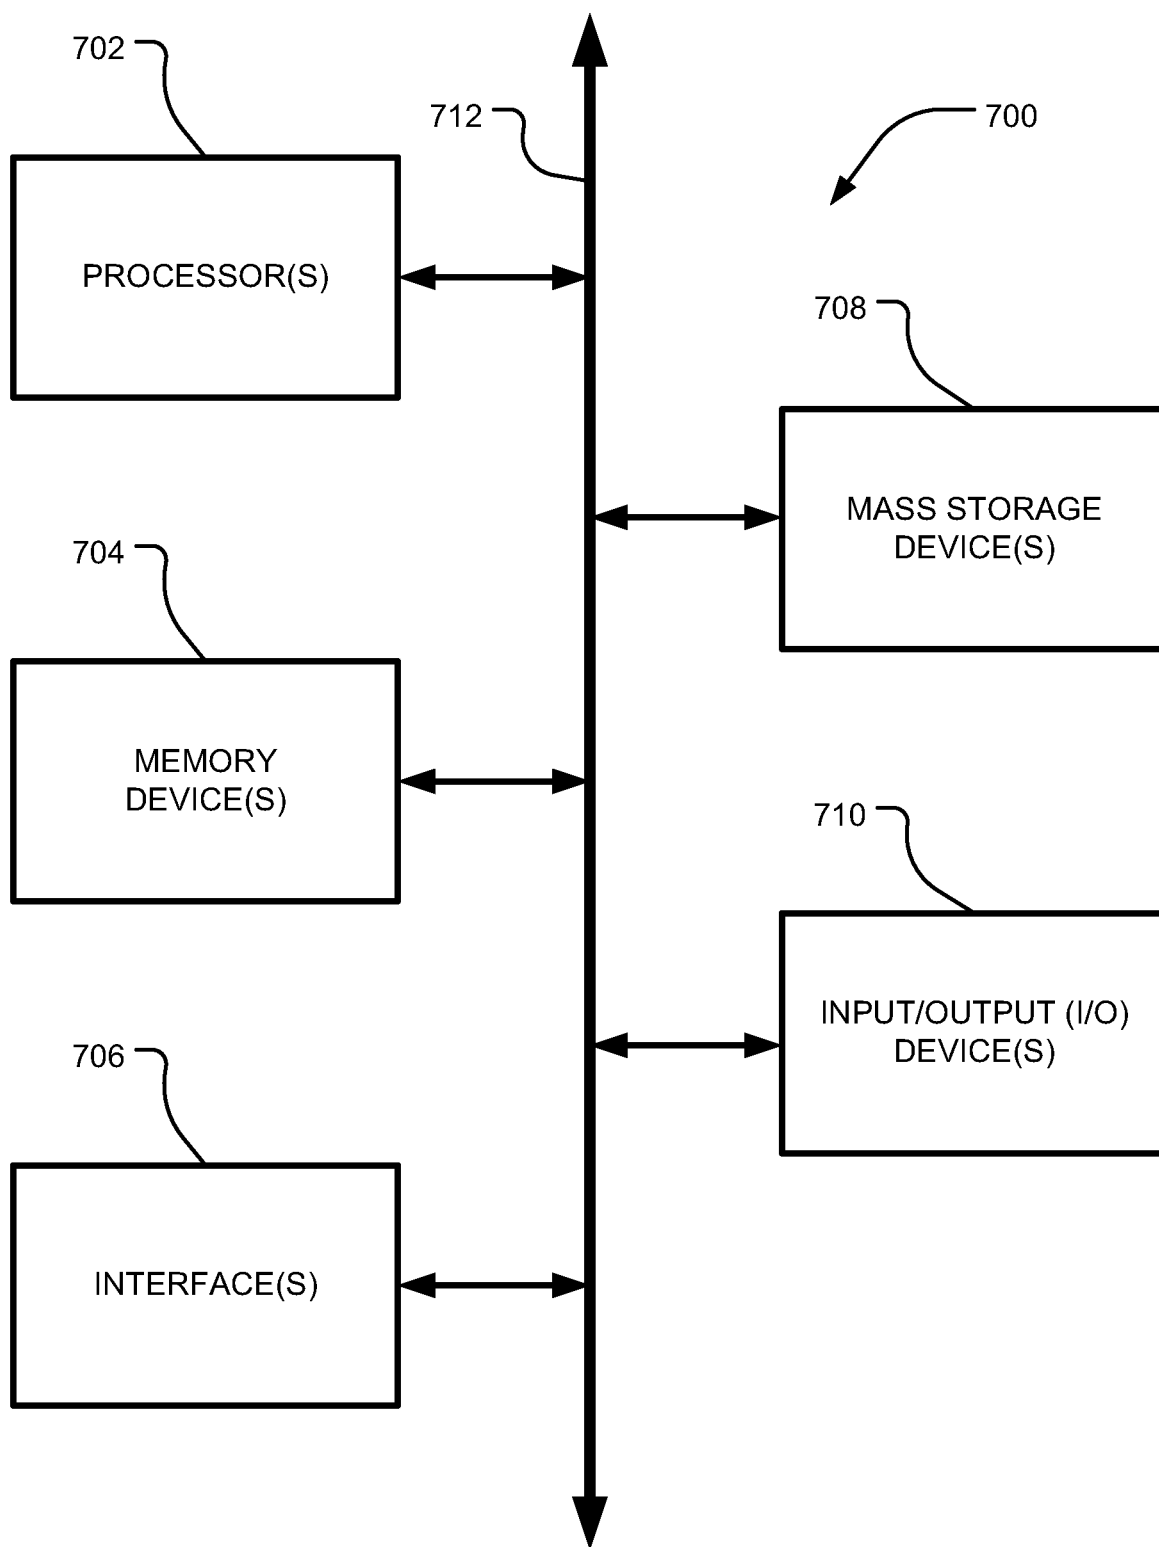 702
712
700
PROCESSOR(S)
708
MASS STORAGE
DEVICE(S)
704
MEMORY
DEVICE(S)
710
INPUT/OUTPUT (I/O)
DEVICE(S)
706
INTERFACE(S)